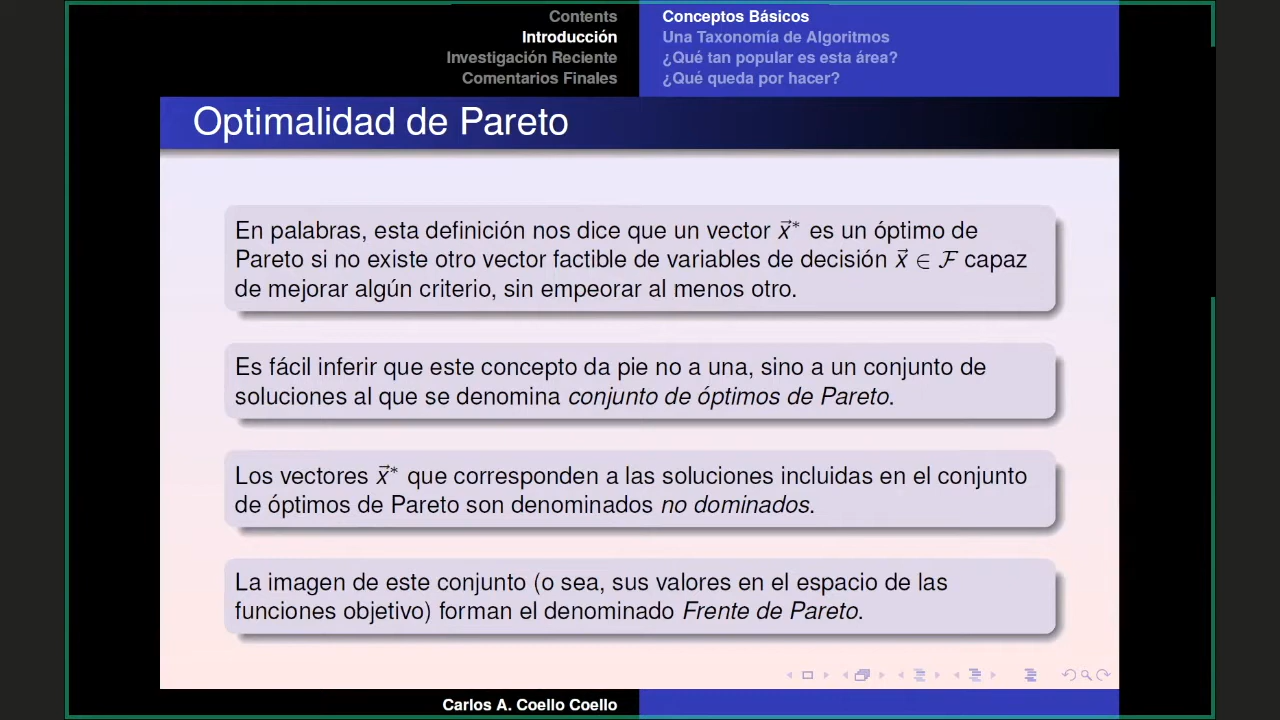 Contents
Introducción
Investigación Reciente
Comentarios Finales
Conceptos Básicos
Una Taxonomía de Algoritmos
¿Qué tan popular es esta área?
¿Qué queda por hacer?
Optimalidad de Pareto
En palabras, esta definición nos dice que un vector x⃗* es un óptimo de
Pareto si no existe otro vector factible de variables de decisión x⃗ ∈ ℱ capaz
de mejorar algún criterio, sin empeorar al menos otro.
Es fácil inferir que este concepto da pie no a una, sino a un conjunto de
soluciones al que se denomina conjunto de óptimos de Pareto.
Los vectores x⃗* que corresponden a las soluciones incluidas en el conjunto
de óptimos de Pareto son denominados no dominados.
La imagen de este conjunto (o sea, sus valores en el espacio de las
funciones objetivo) forman el denominado Frente de Pareto.
Carlos A. Coello Coello